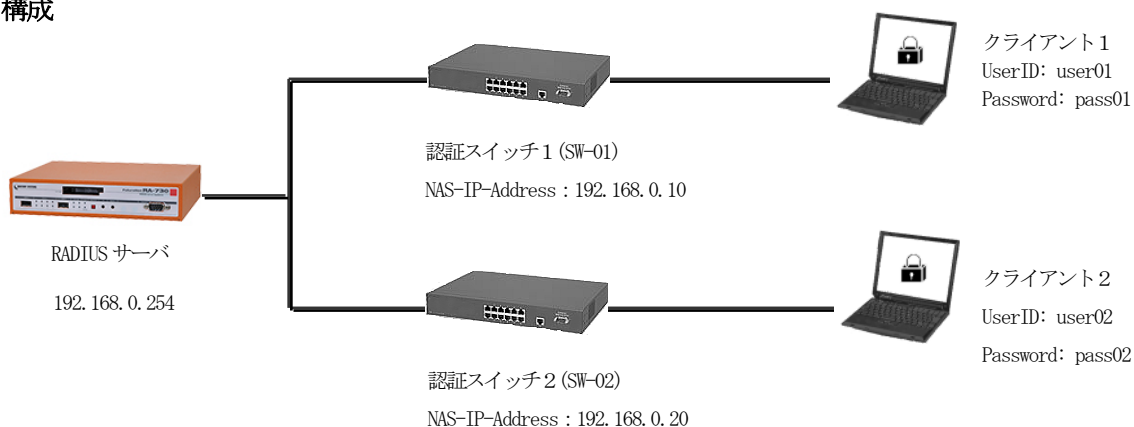 構成
クライアント1
UserID: user01
Password: pass01
認証スイッチ1(SW-01)
NAS-IP-Address:192.168.0.10
RA-730
RADIUS サーバ
192.168.0.254
クライアント2
UserID: user02
Password: pass02
認証スイッチ2(SW-02)
NAS-IP-Address:192.168.0.20